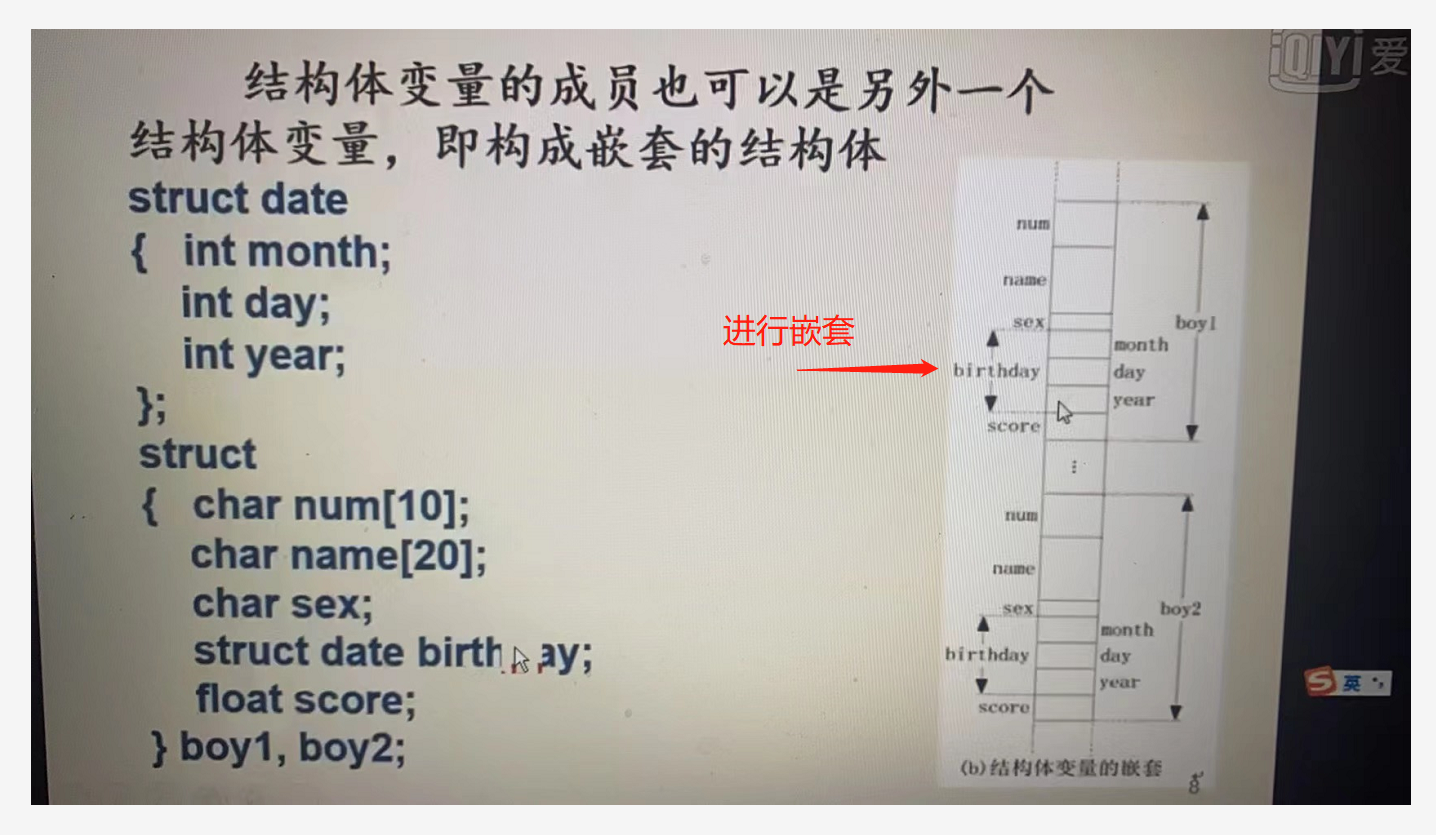 iQIYI 爱
结构体变量的成员也可以是另外一个
结构体变量，即构成嵌套的结构体
struct date
{ int month;
int day;
int year;
};
struct
{ char num[10];
char name[20];
char sex;
float score;
} boy1, boy2;
进行嵌套
num
name
sex
birthday
score
month
day
year
boy1
⋮
num
name
sex
birthday
score
month
day
year
boy2
(b)结构体变量的嵌套
8
英
struct date